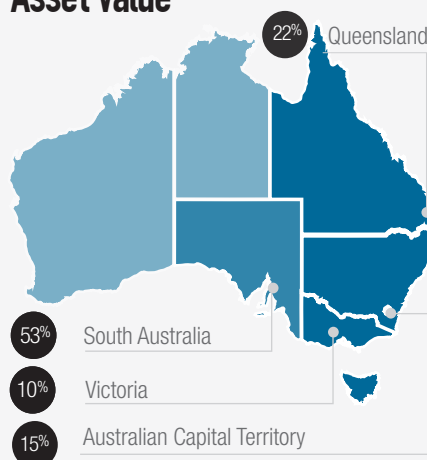 Asset value
22% Queensland
53% South Australia
10% Victoria
15% Australian Capital Territory